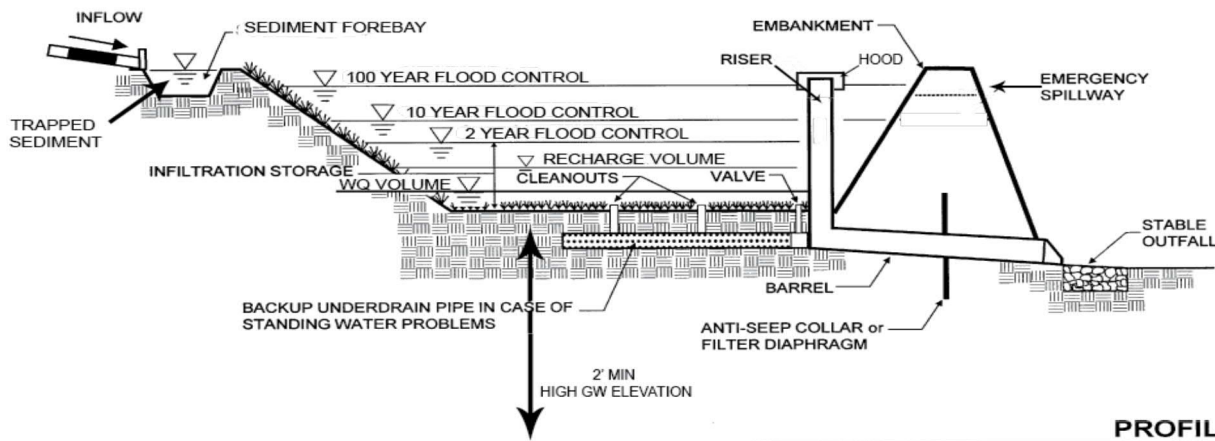 INFLOW
SEDIMENT FOREBAY
EMBANKMENT
RISER
HOOD
100 YEAR FLOOD CONTROL
EMERGENCY
SPILLWAY
10 YEAR FLOOD CONTROL
TRAPPED
SEDIMENT
2 YEAR FLOOD CONTROL
RECHARGE VOLUME
INFILTRATION STORAGE
CLEANOUTS
VALVE
WQ VOLUME
STABLE
OUTFALL
BARREL
BACKUP UNDERDRAIN PIPE IN CASE OF
STANDING WATER PROBLEMS
ANTI-SEEP COLLAR or
FILTER DIAPHRAGM
2' MIN
HIGH GW ELEVATION
PROFIL